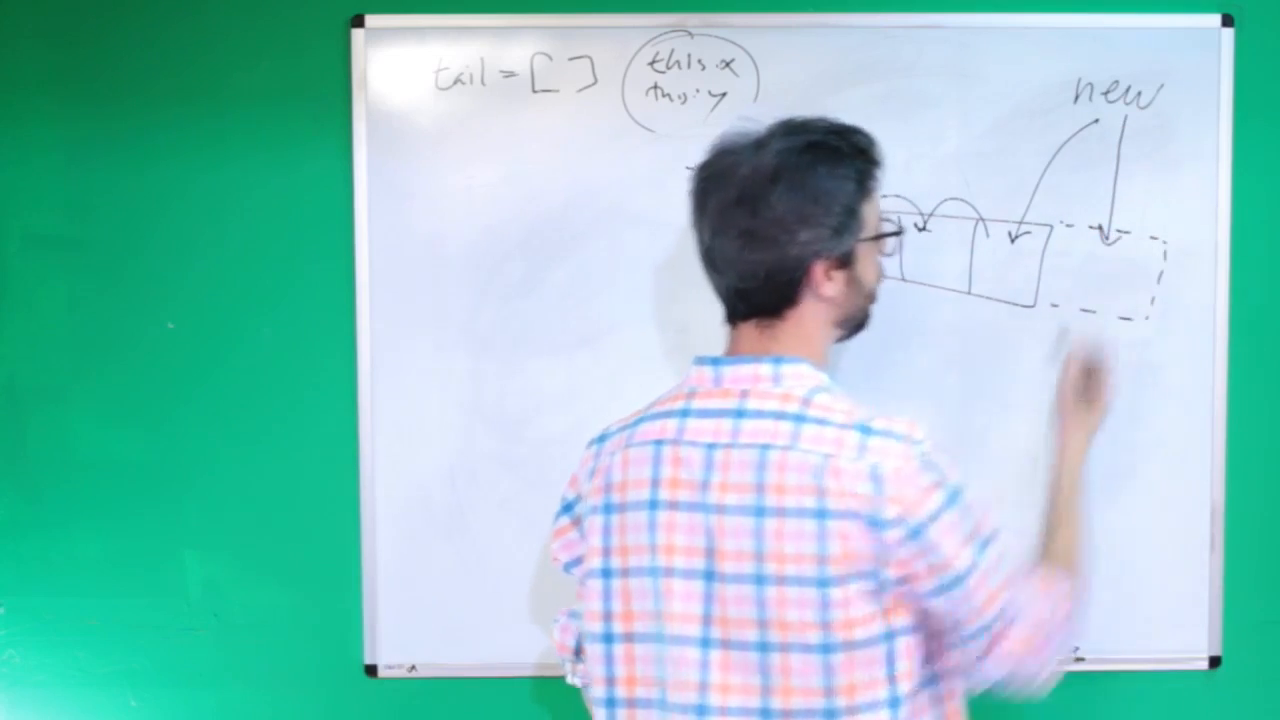 tail = [ ]
this.x
this.y
new